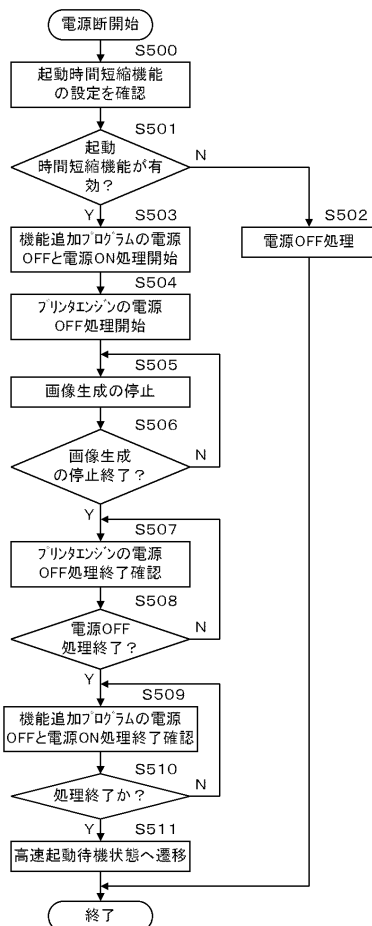 電源断開始
S500
起動時間短縮機能
の設定を確認
S501
起動
時間短縮機能が有
効？
N
Y
S502
電源OFF処理
S503
機能追加プログラムの電源
OFFと電源ON処理開始
S504
プリンタエンジンの電源
OFF処理開始
S505
画像生成の停止
S506
画像生成
の停止終了？
N
Y
S507
プリンタエンジンの電源
OFF処理終了確認
S508
電源OFF
処理終了？
N
Y
S509
機能追加プログラムの電源
OFFと電源ON処理終了確認
S510
処理終了か？
N
Y
S511
高速起動待機状態へ遷移
終了